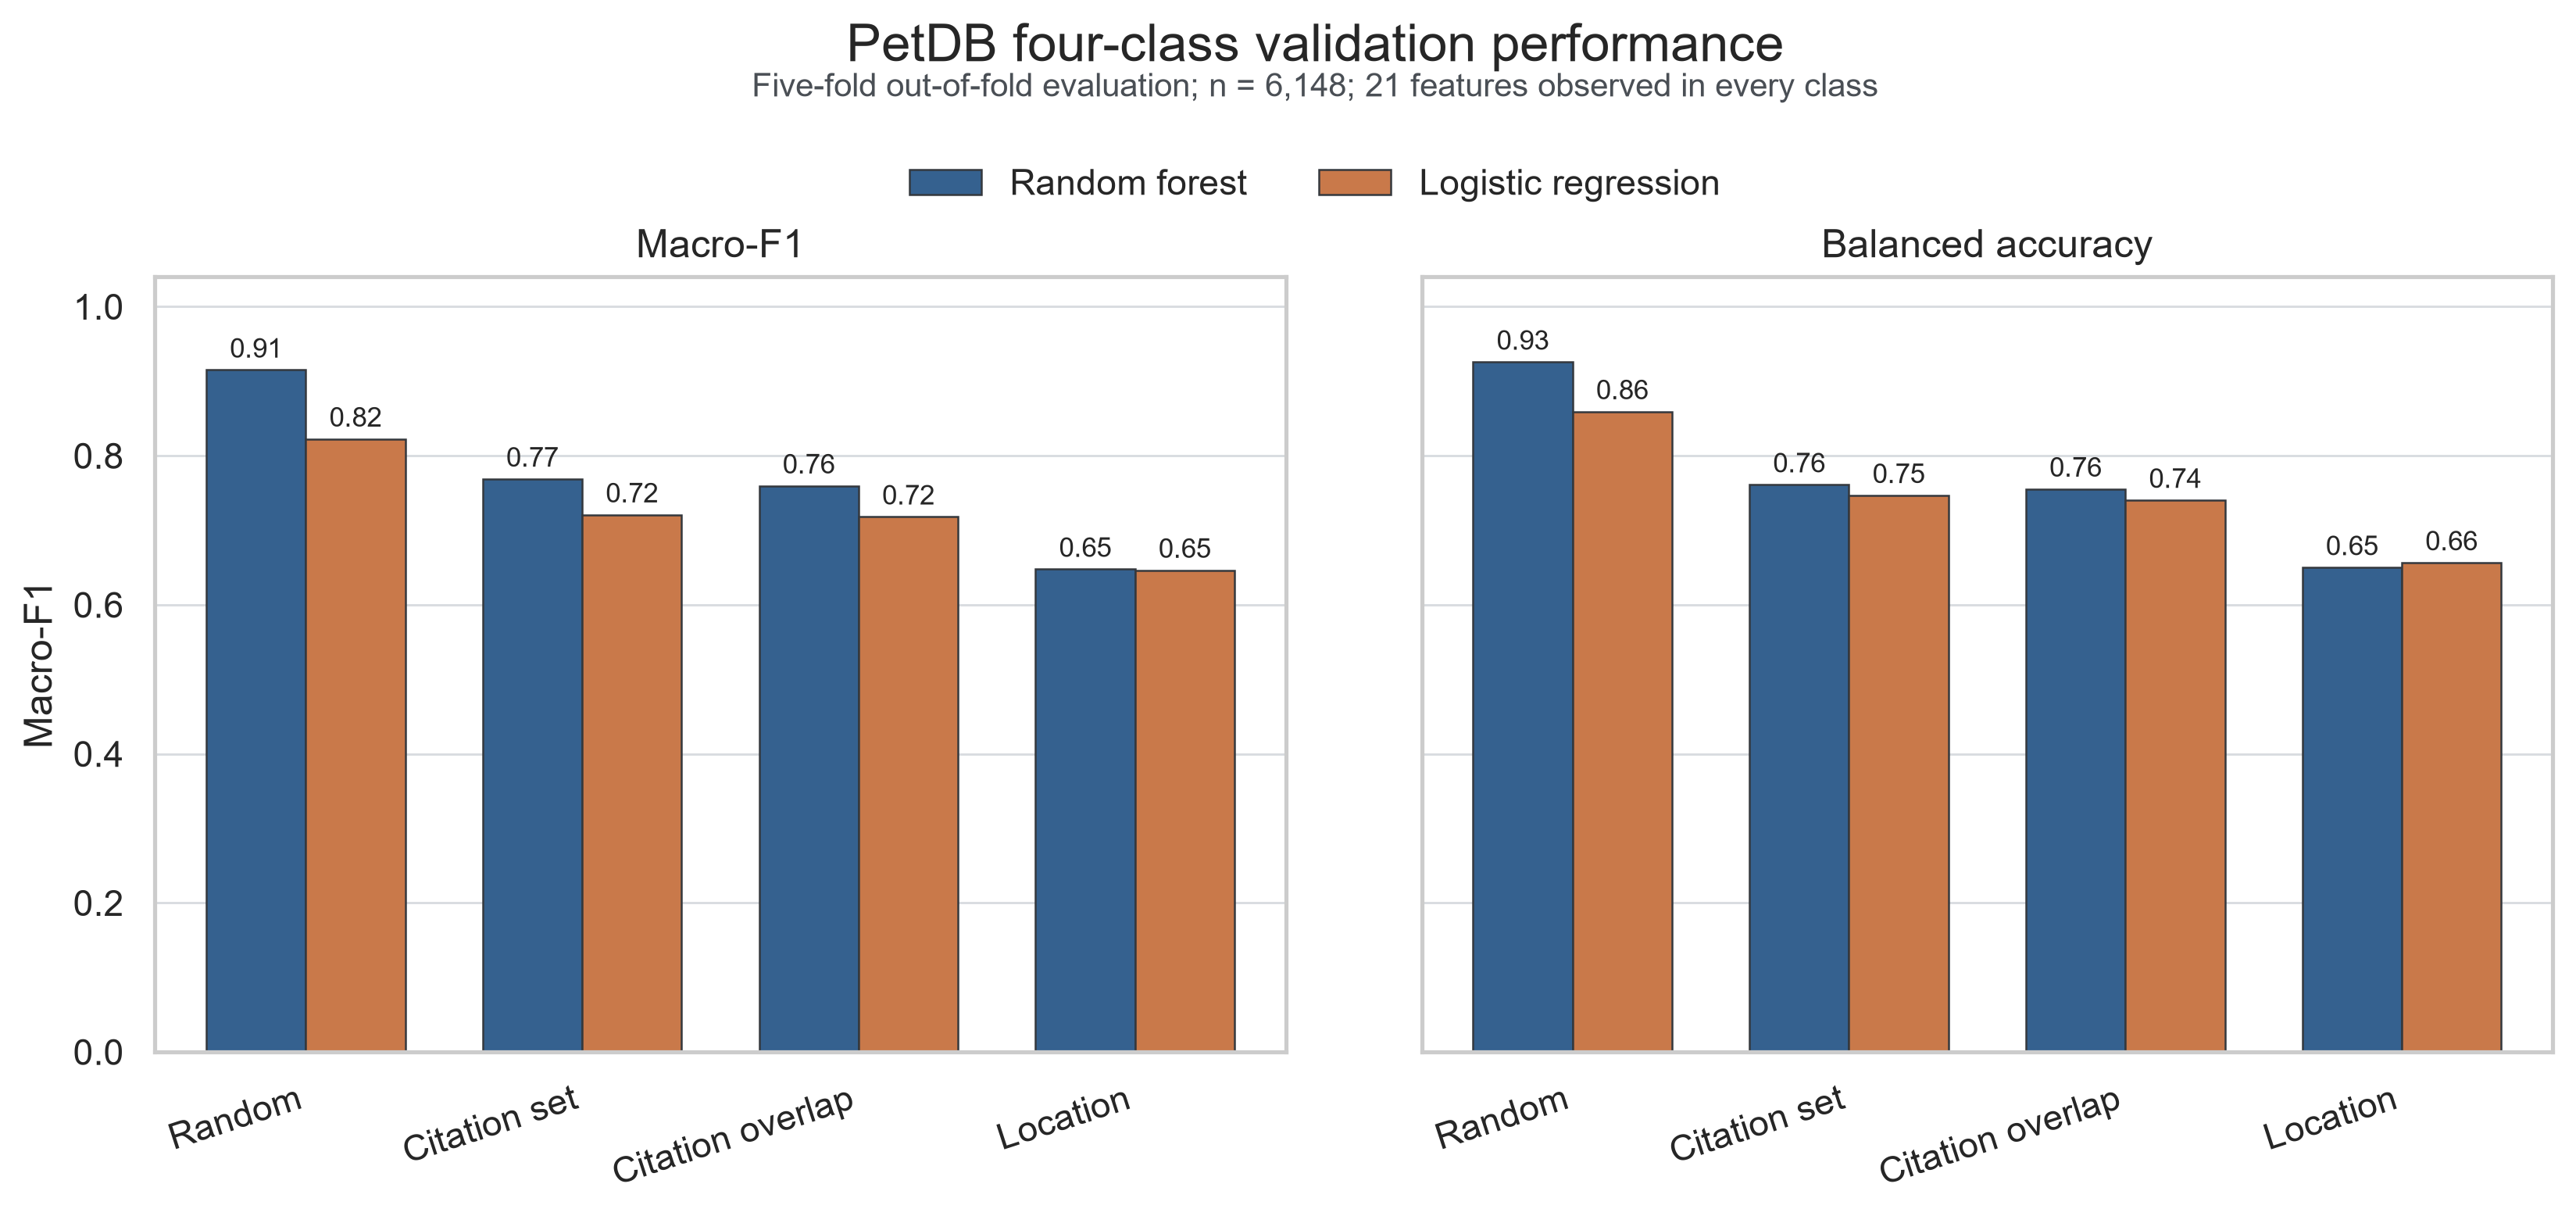 PetDB four-class validation performance
Five-fold out-of-fold evaluation; n = 6,148; 21 features observed in every class
Random forest
Logistic regression
Macro-F1
Macro-F1
1.0
0.8
0.6
0.4
0.2
0.0
0.91
0.82
0.77
0.72
0.76
0.72
0.65
0.65
Random
Citation set
Citation overlap
Location
Balanced accuracy
0.93
0.86
0.76
0.75
0.76
0.74
0.65
0.66
Random
Citation set
Citation overlap
Location